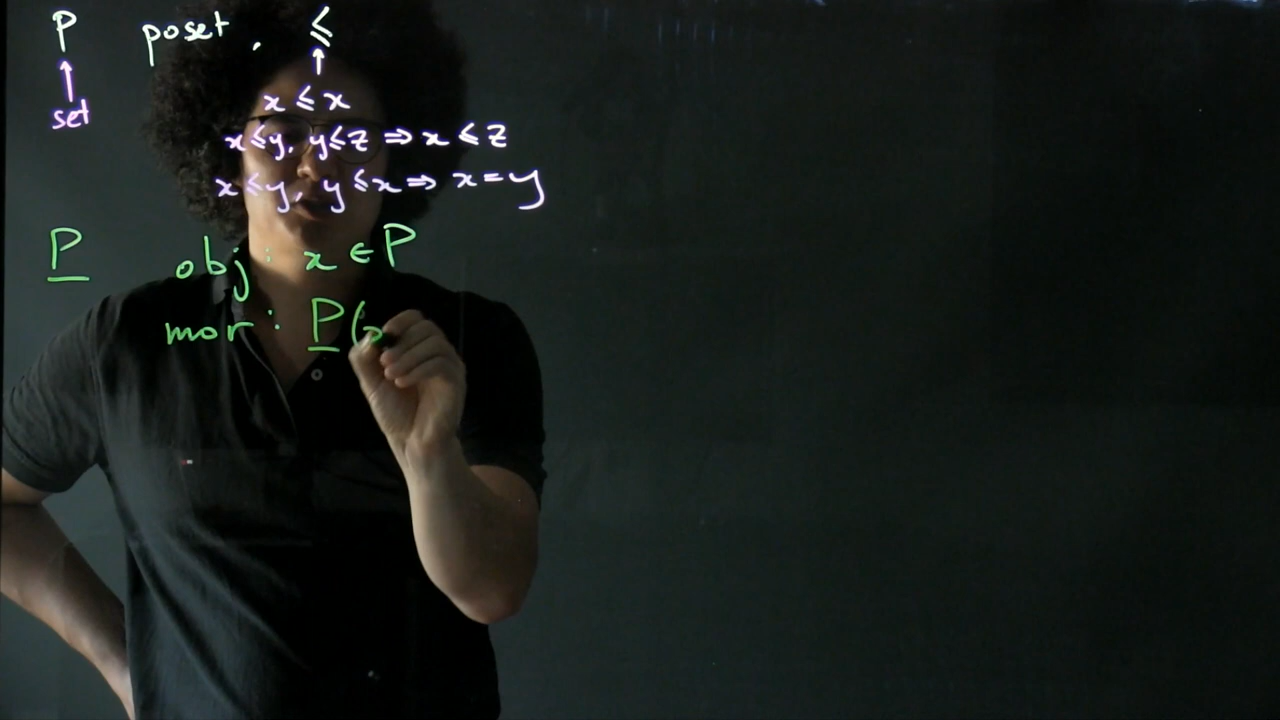 P poset, ≤
↑ ↑
set x ≤ x
x ≤ y, y ≤ z ⇒ x ≤ z
x ≤ y, y ≤ x ⇒ x = y
P obj: x ∈ P
mor: P(